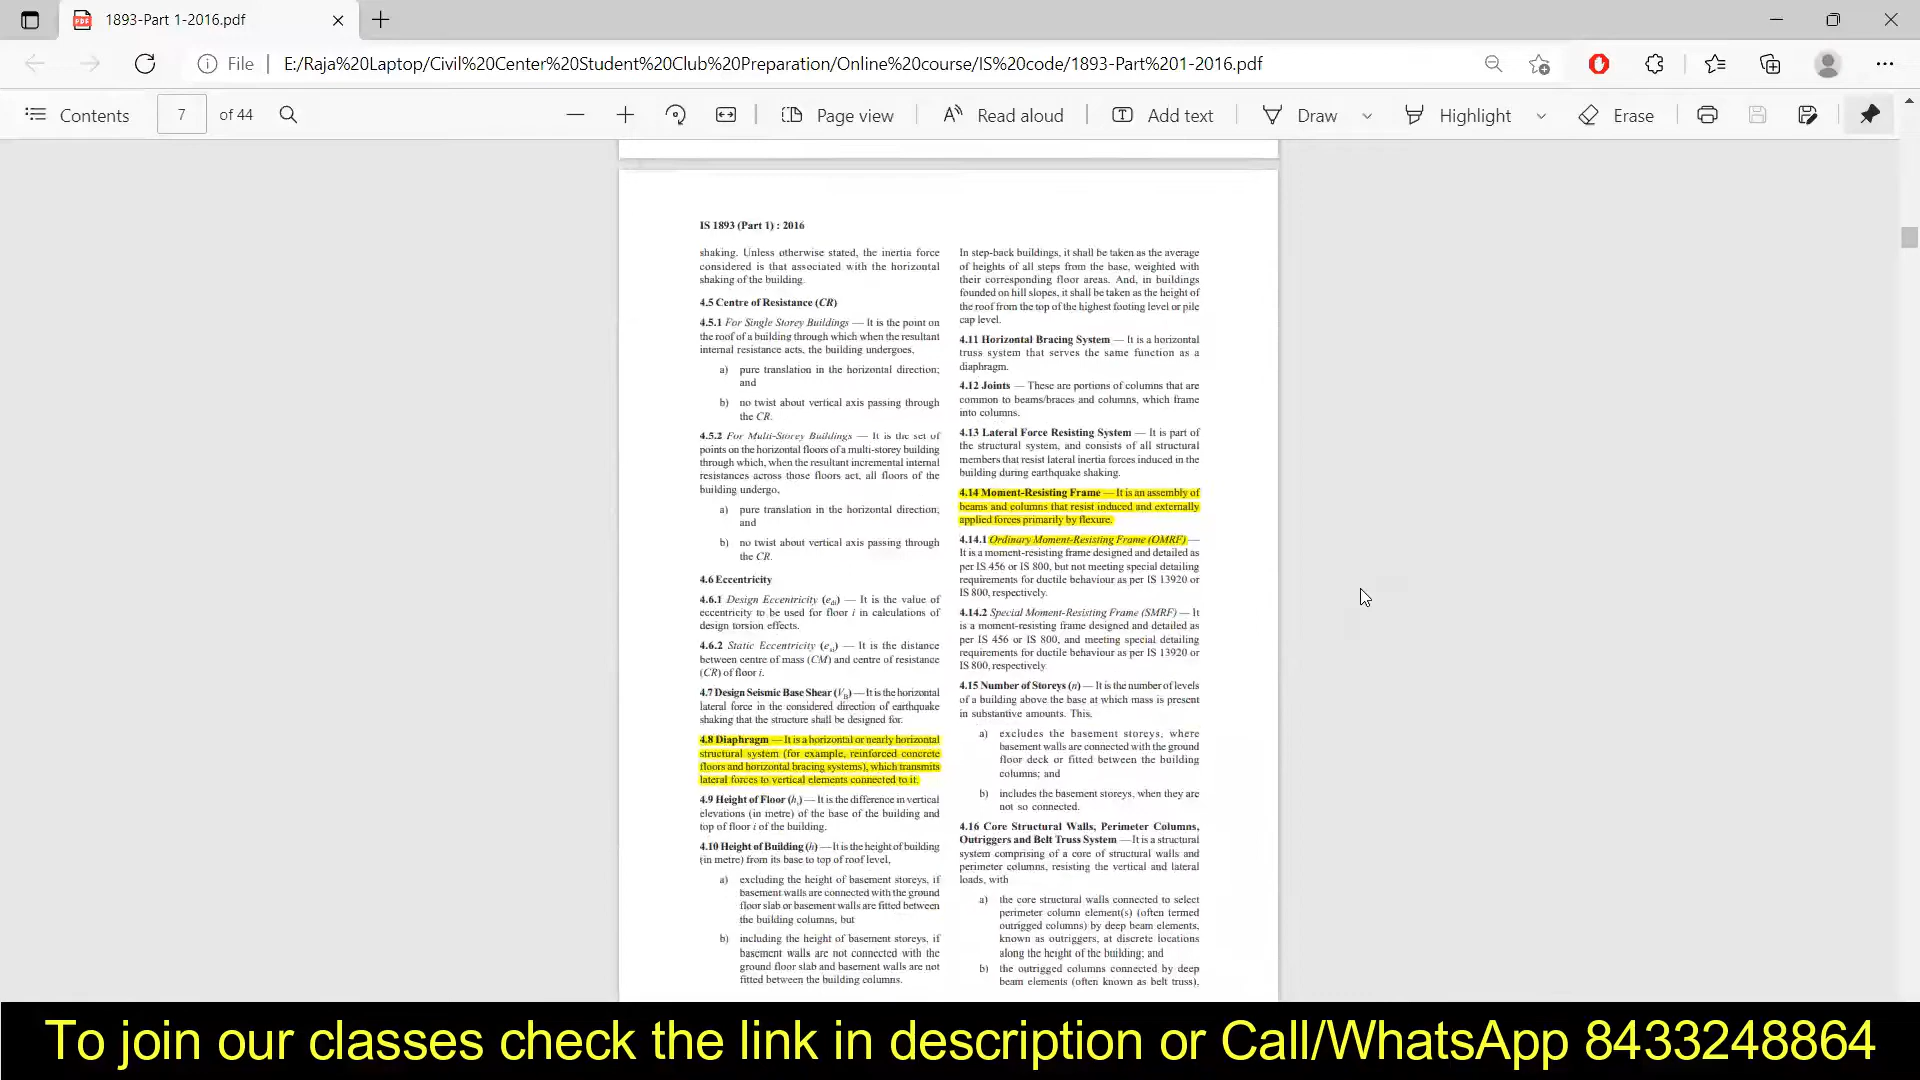 1893-Part 1-2016.pdf
File
E:/Raja%20Laptop/Civil%20Center%20Student%20Club%20Preparation/Online%20course/IS%20code/1893-Part%201-2016.pdf
Contents
7 of 44
Page view
Read aloud
Add text
Draw
Highlight
Erase
IS 1893 (Part 1) : 2016
shaking. Unless otherwise stated, the inertia force
considered is that associated with the horizontal
shaking of the building.
4.5 Centre of Resistance (CR)
4.5.1 For Single Storey Buildings — It is the point on
the roof of a building through which when the resultant
internal resistance acts, the building undergoes,
a) pure translation in the horizontal direction;
and
b) no twist about vertical axis passing through
the CR.
4.5.2 For Multi-Storey Buildings — It is the set of
points on the horizontal floors of a multi-storey building
through which, when the resultant incremental internal
resistances across those floors act, all floors of the
building undergo,
a) pure translation in the horizontal direction;
and
b) no twist about vertical axis passing through
the CR.
4.6 Eccentricity
4.6.1 Design Eccentricity (edi) — It is the value of
eccentricity to be used for floor i in calculations of
design torsion effects.
4.6.2 Static Eccentricity (esi) — It is the distance
between centre of mass (CM) and centre of resistance
(CR) of floor i.
4.7 Design Seismic Base Shear (VB) — It is the horizontal
lateral force in the considered direction of earthquake
shaking that the structure shall be designed for.
4.8 Diaphragm — It is a horizontal or nearly horizontal
structural system (for example, reinforced concrete
floors and horizontal bracing systems), which transmits
lateral forces to vertical elements connected to it.
4.9 Height of Floor (hi) — It is the difference in vertical
elevations (in metre) of the base of the building and
top of floor i of the building.
4.10 Height of Building (h) — It is the height of building
(in metre) from its base to top of roof level,
a) excluding the height of basement storeys, if
basement walls are connected with the ground
floor slab or basement walls are fitted between
the building columns, but
b) including the height of basement storeys, if
basement walls are not connected with the
ground floor slab and basement walls are not
fitted between the building columns.
In step-back buildings, it shall be taken as the average
of heights of all steps from the base, weighted with
their corresponding floor areas. And, in buildings
founded on hill slopes, it shall be taken as the height of
the roof from the top of the highest footing level or pile
cap level.
4.11 Horizontal Bracing System — It is a horizontal
truss system that serves the same function as a
diaphragm.
4.12 Joints — These are portions of columns that are
common to beams/braces and columns, which frame
into columns.
4.13 Lateral Force Resisting System — It is part of
the structural system, and consists of all structural
members that resist lateral inertia forces induced in the
building during earthquake shaking.
4.14 Moment-Resisting Frame — It is an assembly of
beams and columns that resist induced and externally
applied forces primarily by flexure.
4.14.1 Ordinary Moment-Resisting Frame (OMRF) —
It is a moment-resisting frame designed and detailed as
per IS 456 or IS 800, but not meeting special detailing
requirements for ductile behaviour as per IS 13920 or
IS 800, respectively.
4.14.2 Special Moment-Resisting Frame (SMRF) — It
is a moment-resisting frame designed and detailed as
per IS 456 or IS 800, and meeting special detailing
requirements for ductile behaviour as per IS 13920 or
IS 800, respectively
4.15 Number of Storeys (n) — It is the number of levels
of a building above the base at which mass is present
in substantive amounts. This,
a) excludes the basement storeys, where
basement walls are connected with the ground
floor deck or fitted between the building
columns; and
b) includes the basement storeys, when they are
not so connected.
4.16 Core Structural Walls, Perimeter Columns,
Outriggers and Belt Truss System — It is a structural
system comprising of a core of structural walls and
perimeter columns, resisting the vertical and lateral
loads, with
a) the core structural walls connected to select
perimeter column element(s) (often termed
outrigged columns) by deep beam elements,
known as outriggers, at discrete locations
along the height of the building; and
b) the outrigged columns connected by deep
beam elements (often known as belt truss),
To join our classes check the link in description or Call/WhatsApp 8433248864